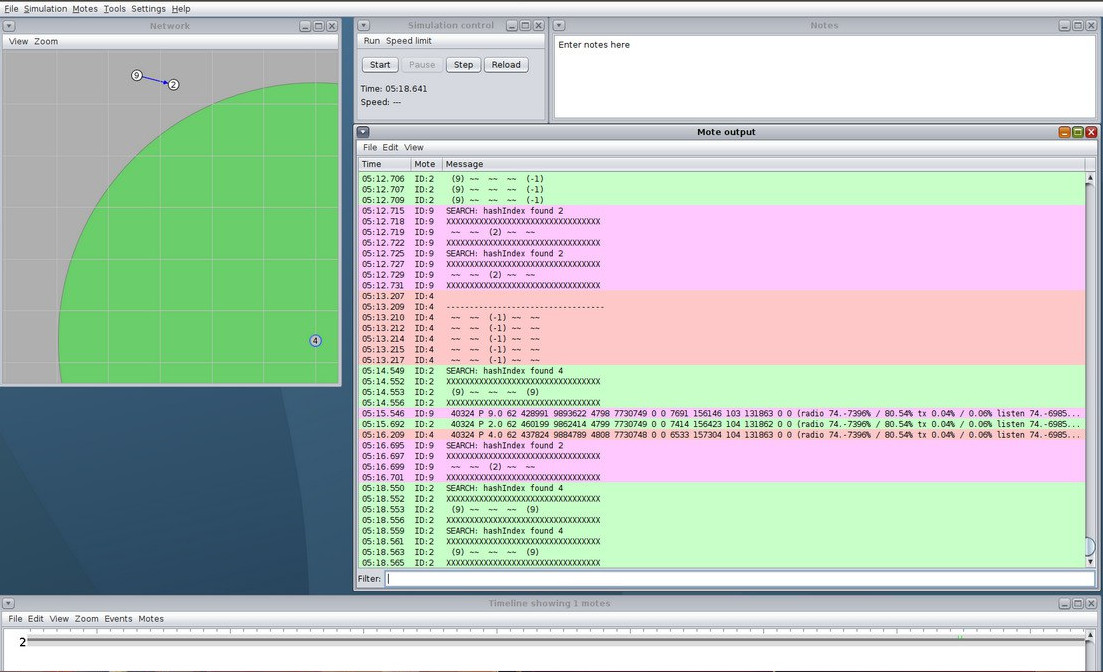 File Simulation Motes Tools Settings Help
Network
View Zoom
9
2
4
Simulation control
Run Speed limit
Start Pause Step Reload
Time: 05:18.641
Speed: ---
Notes
Enter notes here
Mote output
File Edit View
Time Mote Message
05:12.706 ID:2 (9) ~~ ~~ ~~ (-1)
05:12.707 ID:2 (9) ~~ ~~ ~~ (-1)
05:12.709 ID:2 (9) ~~ ~~ ~~ (-1)
05:12.715 ID:9 SEARCH: hashIndex found 2
05:12.718 ID:9 XXXXXXXXXXXXXXXXXXXXXXXXXXXXXXXXX
05:12.719 ID:9 ~~ ~~ (2) ~~ ~~
05:12.722 ID:9 XXXXXXXXXXXXXXXXXXXXXXXXXXXXXXXXX
05:12.725 ID:9 SEARCH: hashIndex found 2
05:12.727 ID:9 XXXXXXXXXXXXXXXXXXXXXXXXXXXXXXXXX
05:12.729 ID:9 ~~ ~~ (2) ~~ ~~
05:12.731 ID:9 XXXXXXXXXXXXXXXXXXXXXXXXXXXXXXXXX
05:13.207 ID:4
05:13.209 ID:4 ----------------------------------
05:13.210 ID:4 ~~ ~~ (-1) ~~ ~~
05:13.212 ID:4 ~~ ~~ (-1) ~~ ~~
05:13.214 ID:4 ~~ ~~ (-1) ~~ ~~
05:13.215 ID:4 ~~ ~~ (-1) ~~ ~~
05:13.217 ID:4 ~~ ~~ (-1) ~~ ~~
05:14.549 ID:2 SEARCH: hashIndex found 4
05:14.552 ID:2 XXXXXXXXXXXXXXXXXXXXXXXXXXXXXXXXX
05:14.553 ID:2 (9) ~~ ~~ ~~ (9)
05:14.556 ID:2 XXXXXXXXXXXXXXXXXXXXXXXXXXXXXXXXX
05:15.546 ID:9 40324 P 9.0 62 428991 9893622 4798 7730749 0 0 7691 156146 103 131863 0 0 (radio 74.-7396% / 80.54% tx 0.04% / 0.06% listen 74.-6985...
05:15.692 ID:2 40324 P 2.0 62 460199 9862414 4799 7730749 0 0 7414 156423 104 131862 0 0 (radio 74.-7396% / 80.54% tx 0.04% / 0.06% listen 74.-6985...
05:16.209 ID:4 40324 P 4.0 62 437824 9884789 4808 7730748 0 0 6533 157304 104 131863 0 0 (radio 74.-7396% / 80.54% tx 0.04% / 0.06% listen 74.-6985...
05:16.695 ID:9 SEARCH: hashIndex found 2
05:16.697 ID:9 XXXXXXXXXXXXXXXXXXXXXXXXXXXXXXXXX
05:16.699 ID:9 ~~ ~~ (2) ~~ ~~
05:16.701 ID:9 XXXXXXXXXXXXXXXXXXXXXXXXXXXXXXXXX
05:18.550 ID:2 SEARCH: hashIndex found 4
05:18.552 ID:2 XXXXXXXXXXXXXXXXXXXXXXXXXXXXXXXXX
05:18.553 ID:2 (9) ~~ ~~ ~~ (9)
05:18.556 ID:2 XXXXXXXXXXXXXXXXXXXXXXXXXXXXXXXXX
05:18.559 ID:2 SEARCH: hashIndex found 4
05:18.561 ID:2 XXXXXXXXXXXXXXXXXXXXXXXXXXXXXXXXX
05:18.563 ID:2 (9) ~~ ~~ ~~ (9)
05:18.565 ID:2 XXXXXXXXXXXXXXXXXXXXXXXXXXXXXXXXX
Filter:
Timeline showing 1 motes
File Edit View Zoom Events Motes
2